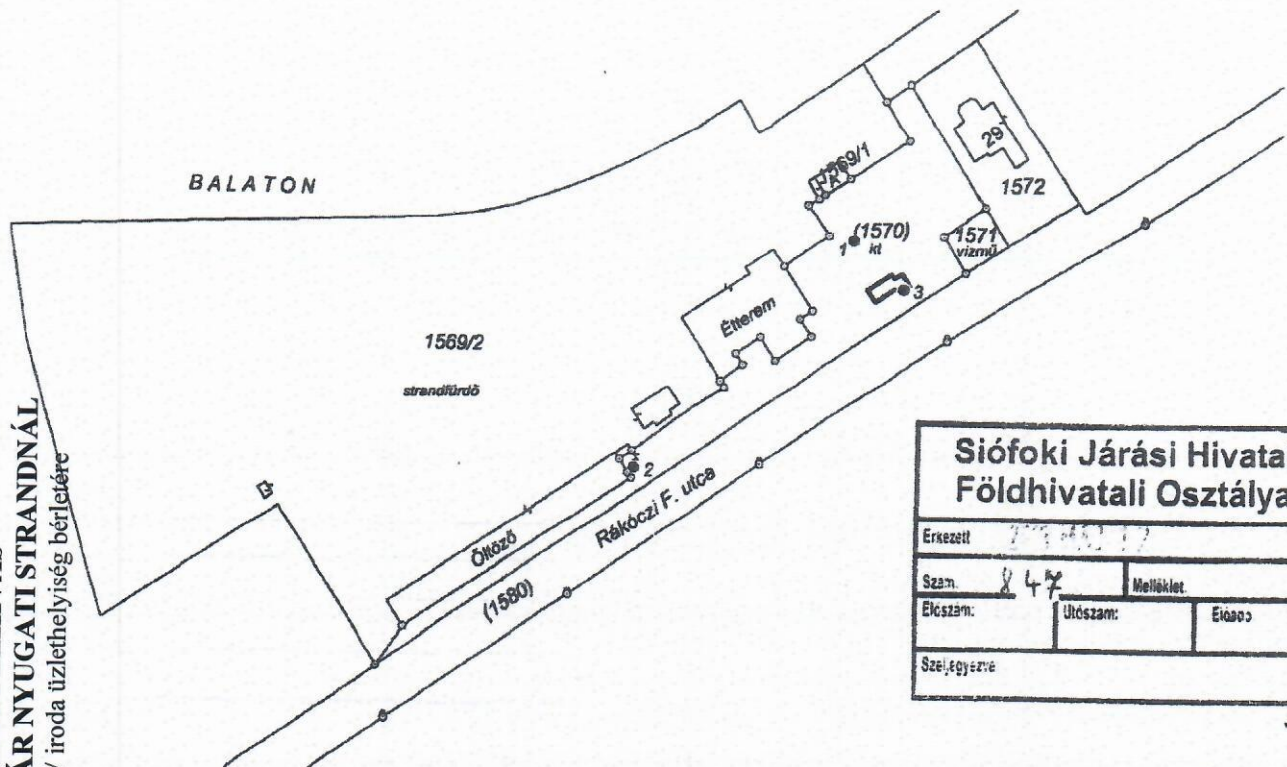 ÁR NYUGATI STRANDNÁL
/ iroda üzlethelyiség bérletére
BALATON
1569/1
29
1572
(1570)
kt
1
1571
vízmű
3
Étterem
1569/2
strandfürdő
2
Öltöző
Rákóczi F. utca
(1580)
Siófoki Járási Hivata
Földhivatali Osztálya
Érkezett
Szám. 847
Melléklet.
Előszám:
Utószám:
Előadó